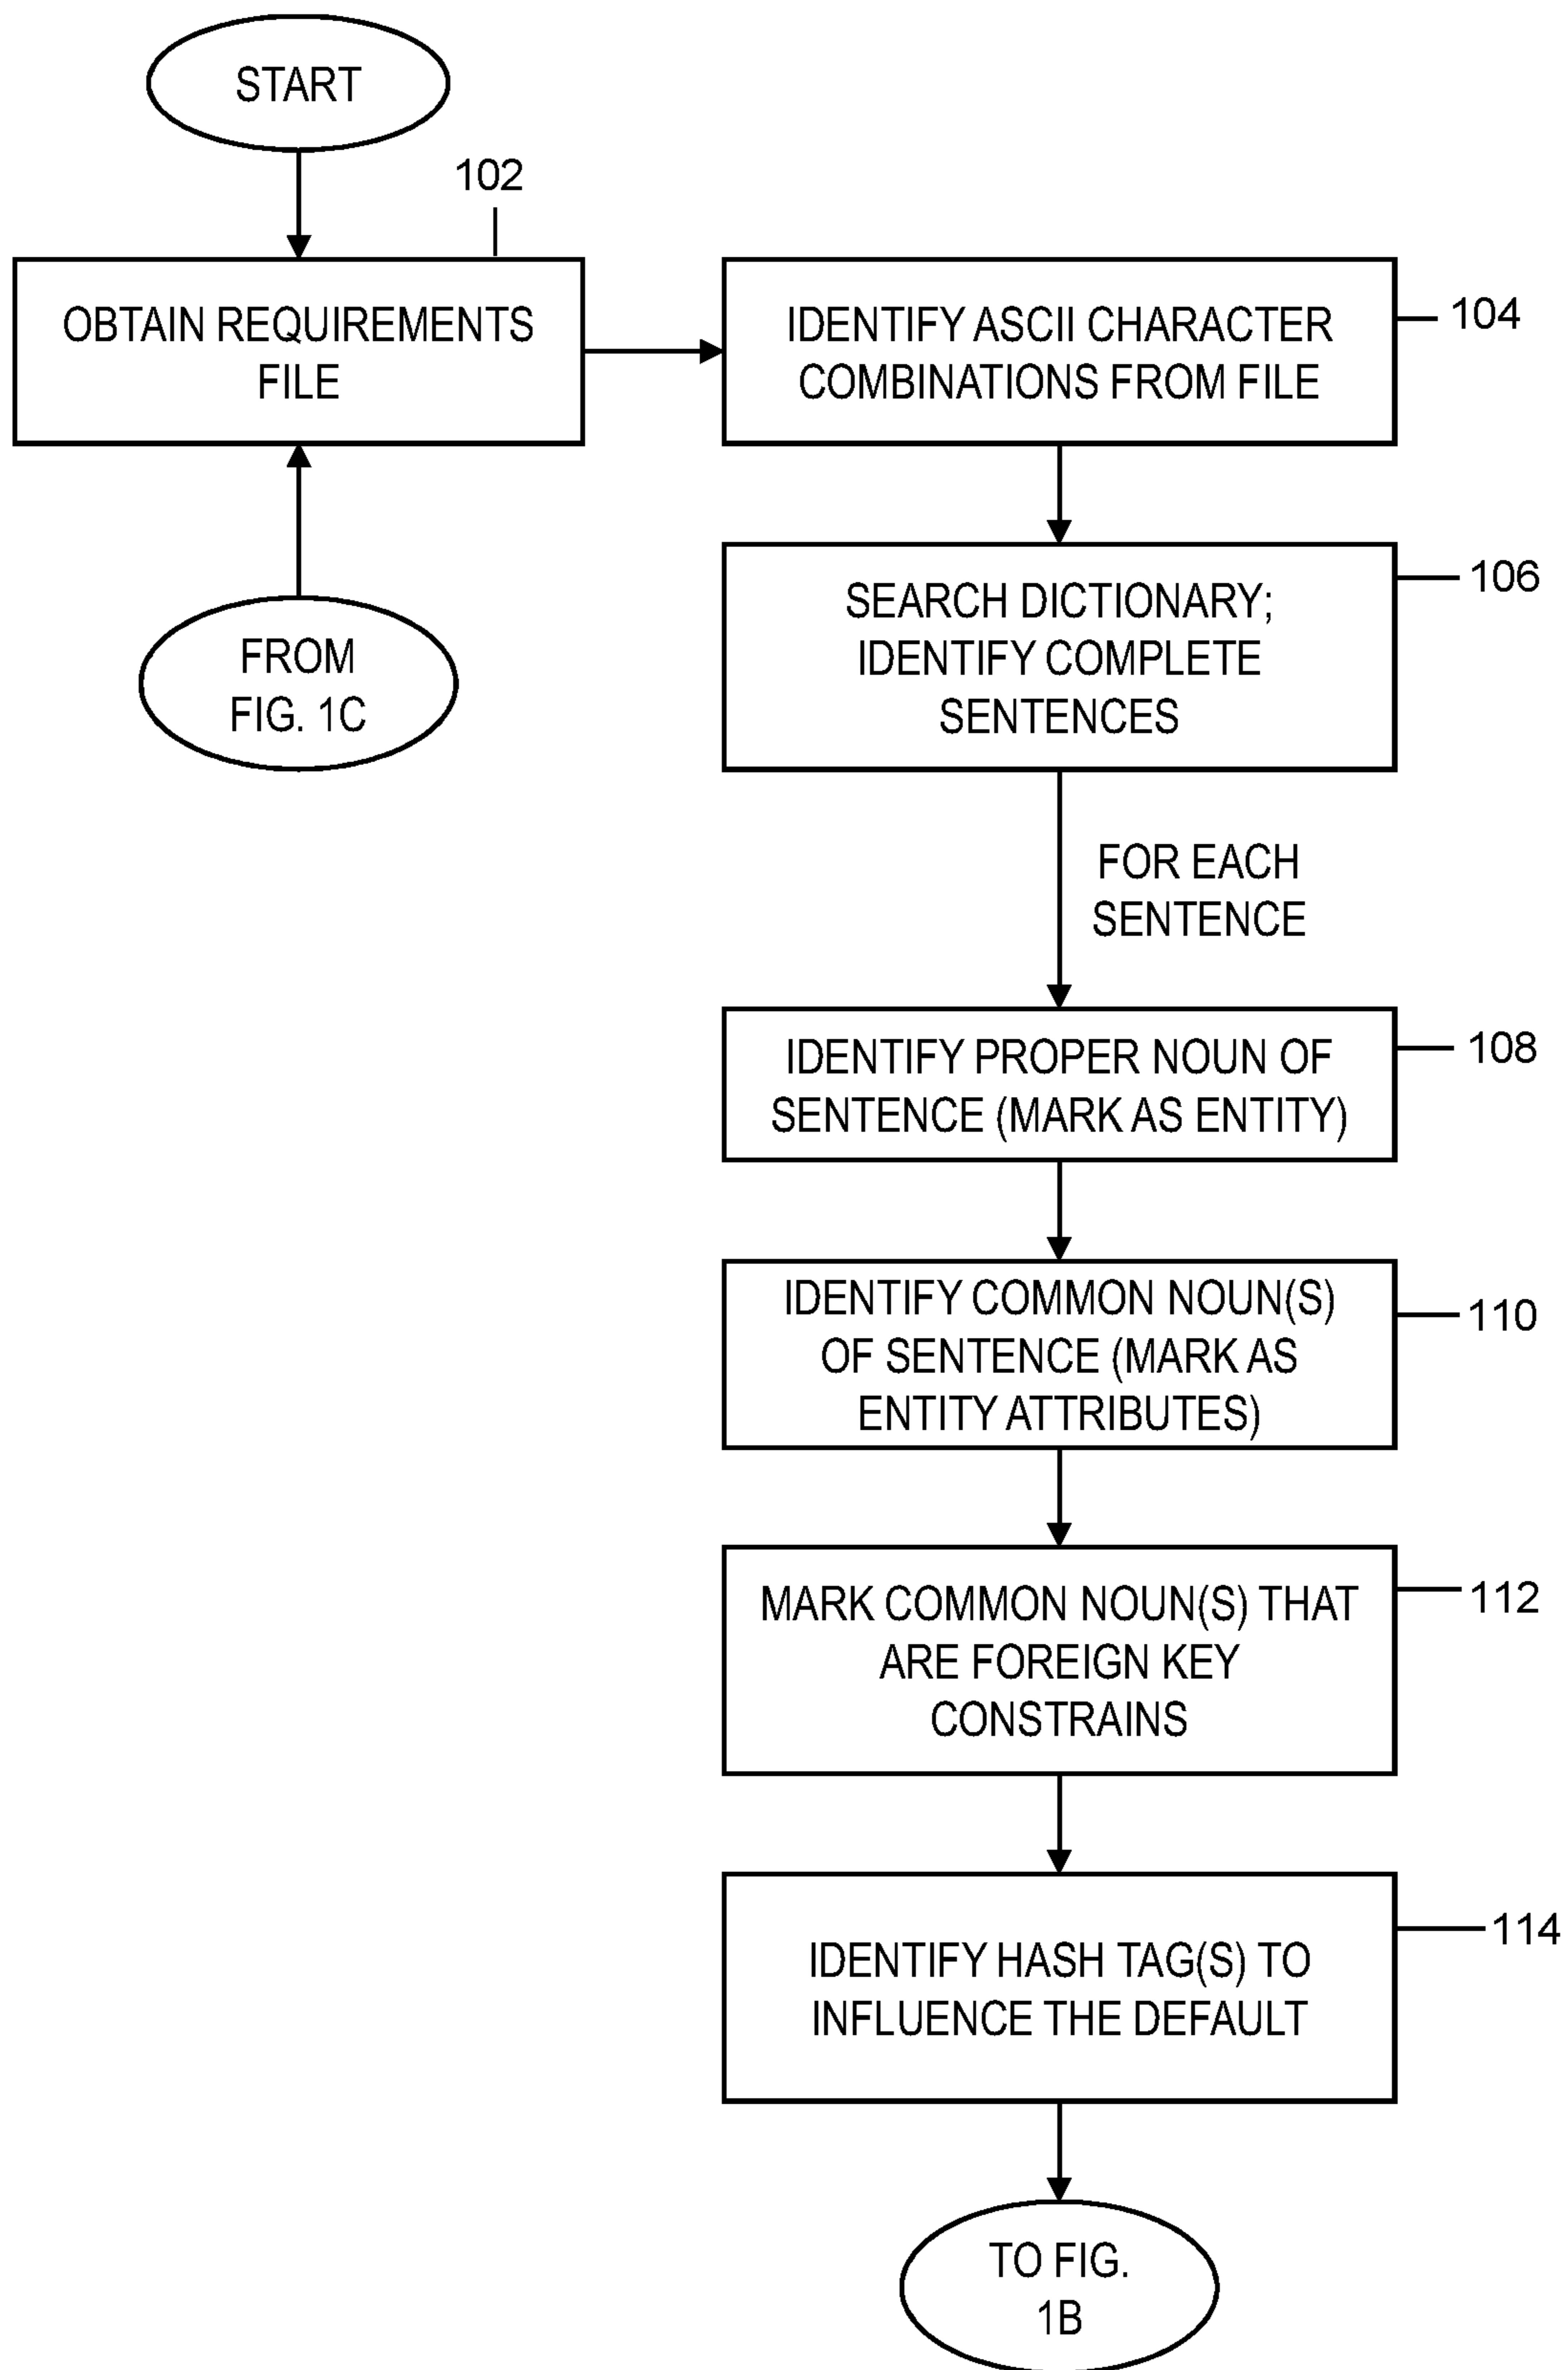 START
102
OBTAIN REQUIREMENTS
FILE
FROM
FIG. 1C
IDENTIFY ASCII CHARACTER
COMBINATIONS FROM FILE
104
SEARCH DICTIONARY;
IDENTIFY COMPLETE
SENTENCES
106
FOR EACH
SENTENCE
IDENTIFY PROPER NOUN OF
SENTENCE (MARK AS ENTITY)
108
IDENTIFY COMMON NOUN(S)
OF SENTENCE (MARK AS
ENTITY ATTRIBUTES)
110
MARK COMMON NOUN(S) THAT
ARE FOREIGN KEY
CONSTRAINS
112
IDENTIFY HASH TAG(S) TO
INFLUENCE THE DEFAULT
114
TO FIG.
1B